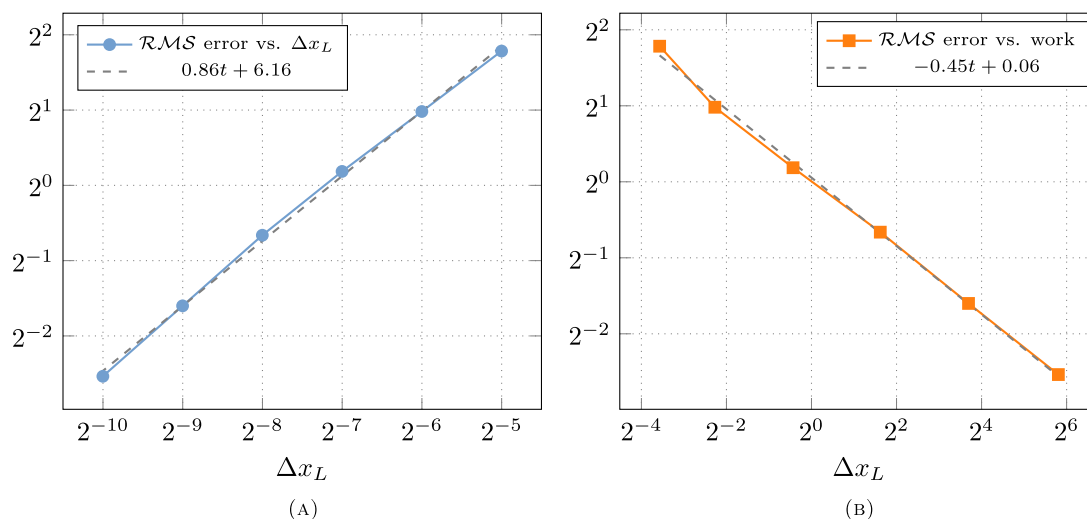 2^2
2^1
2^0
2^{-1}
2^{-2}
RMS error vs. Δx_L
0.86t + 6.16
2^{-10} 2^{-9} 2^{-8} 2^{-7} 2^{-6} 2^{-5}
Δx_L
(A)
2^2
2^1
2^0
2^{-1}
2^{-2}
RMS error vs. work
−0.45t + 0.06
2^{-4} 2^{-2} 2^0 2^2 2^4 2^6
Δx_L
(B)